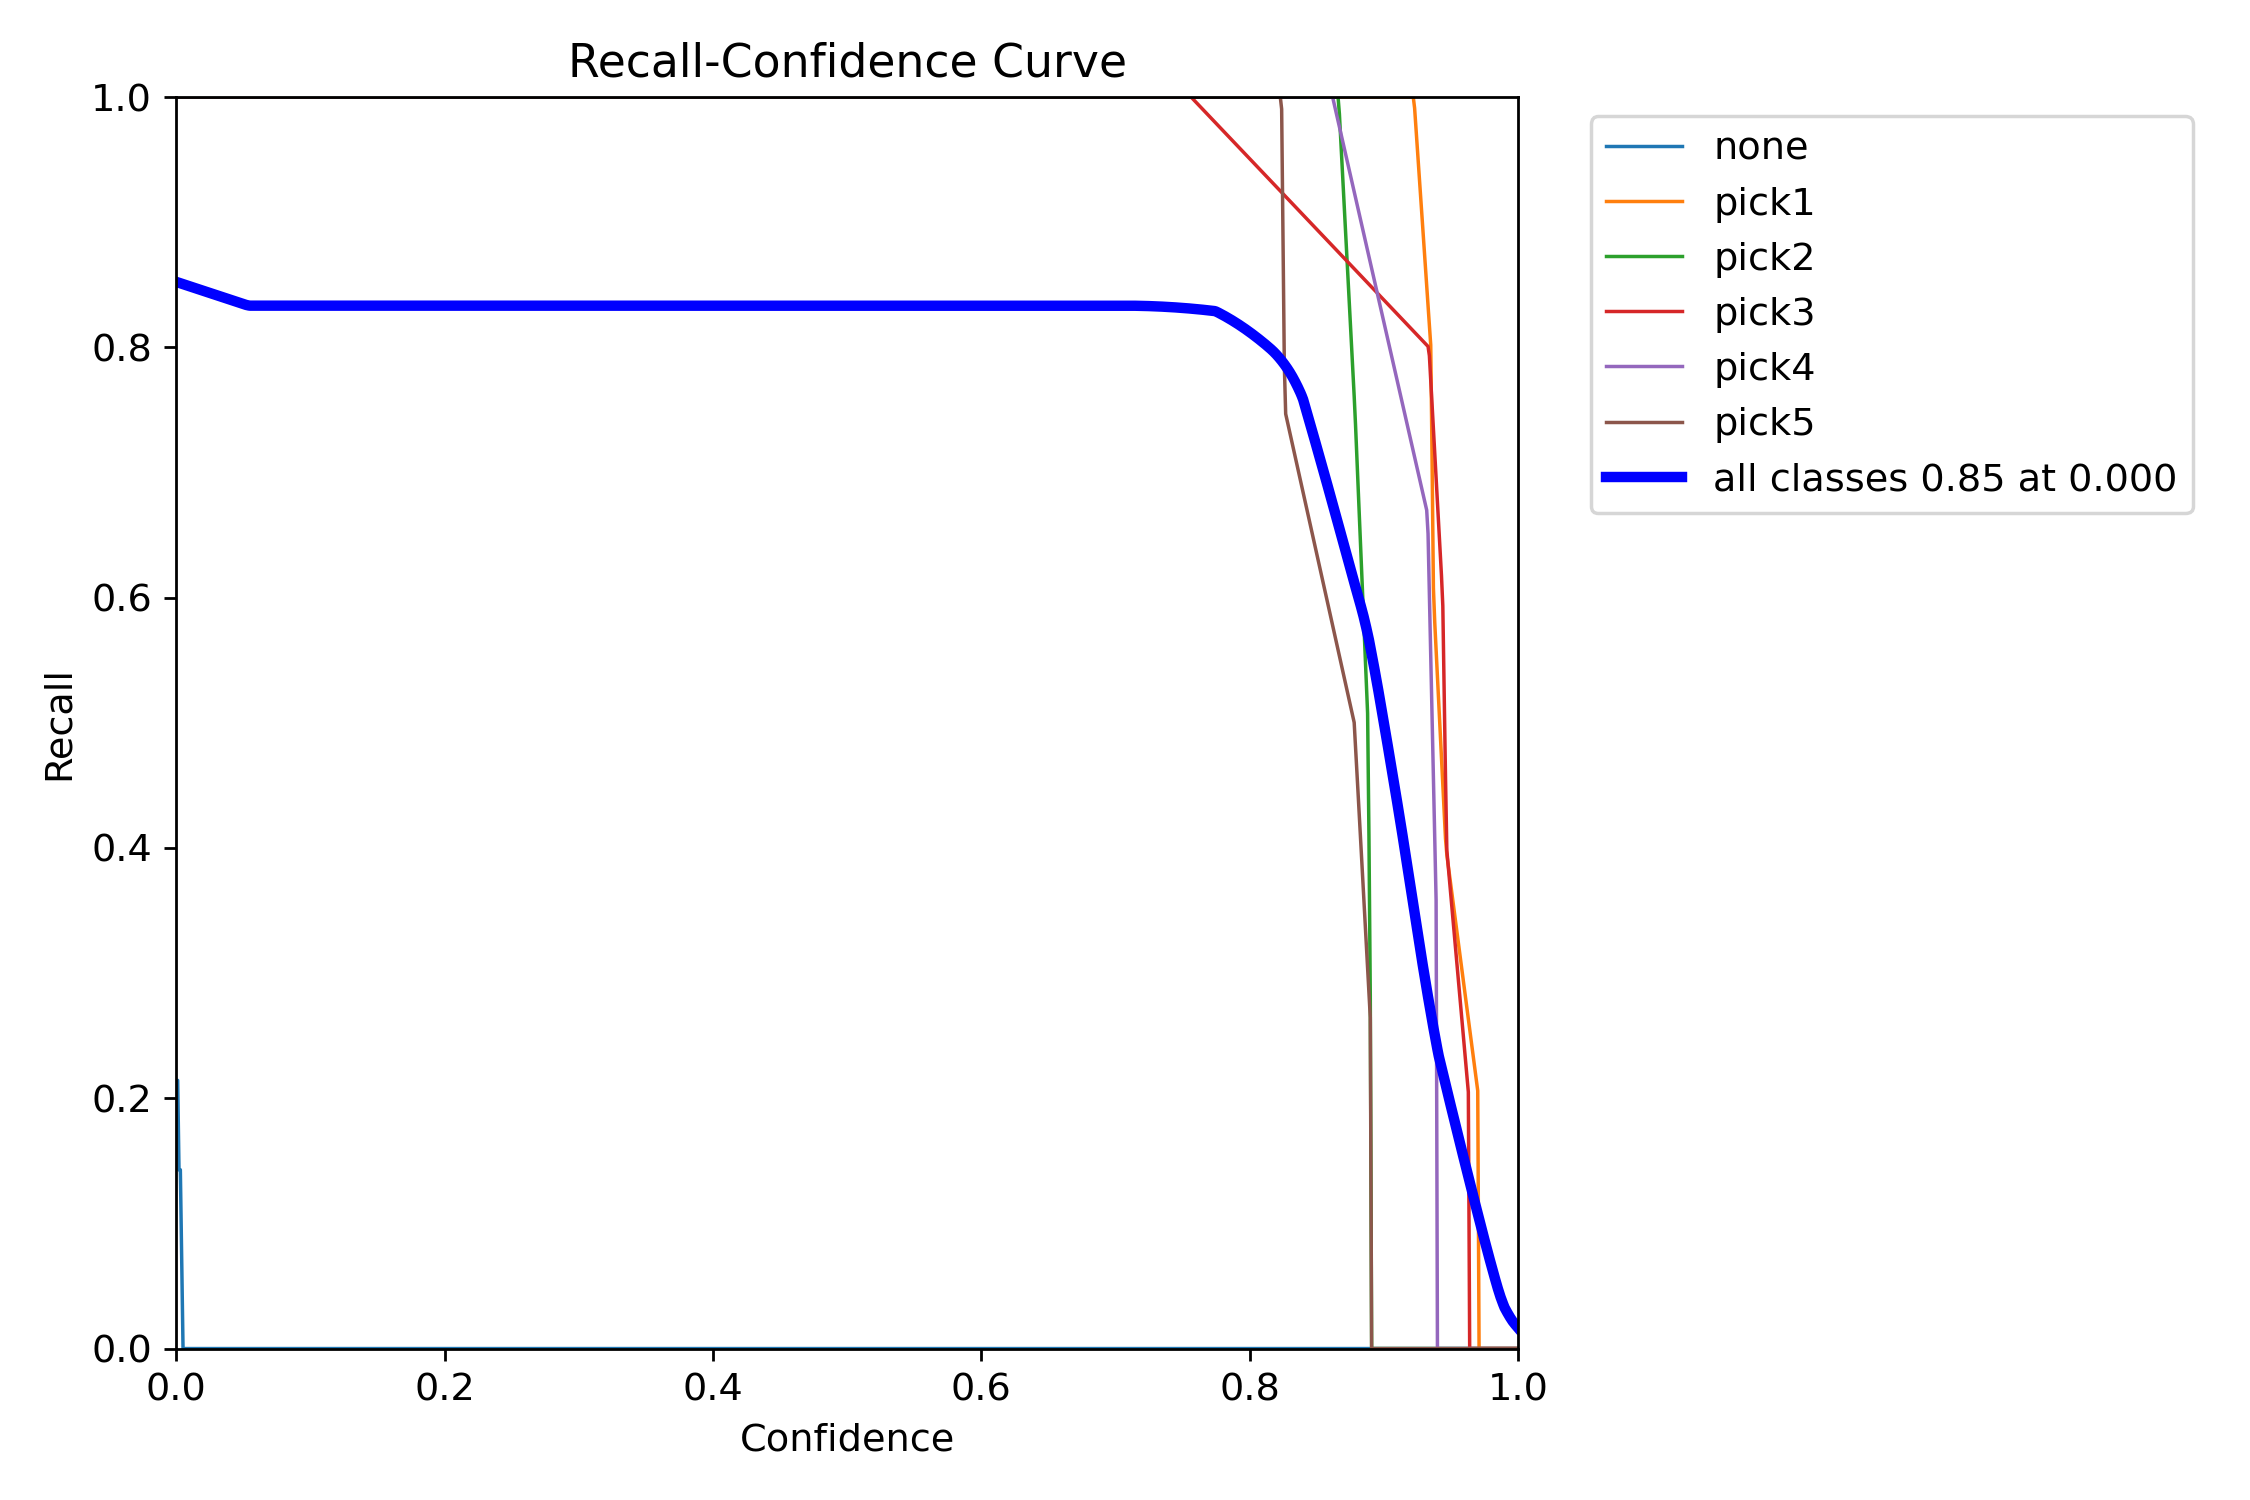 Recall-Confidence Curve
1.0
0.8
0.6
0.4
0.2
0.0
Recall
0.0 0.2 0.4 0.6 0.8 1.0
Confidence
none
pick1
pick2
pick3
pick4
pick5
all classes 0.85 at 0.000